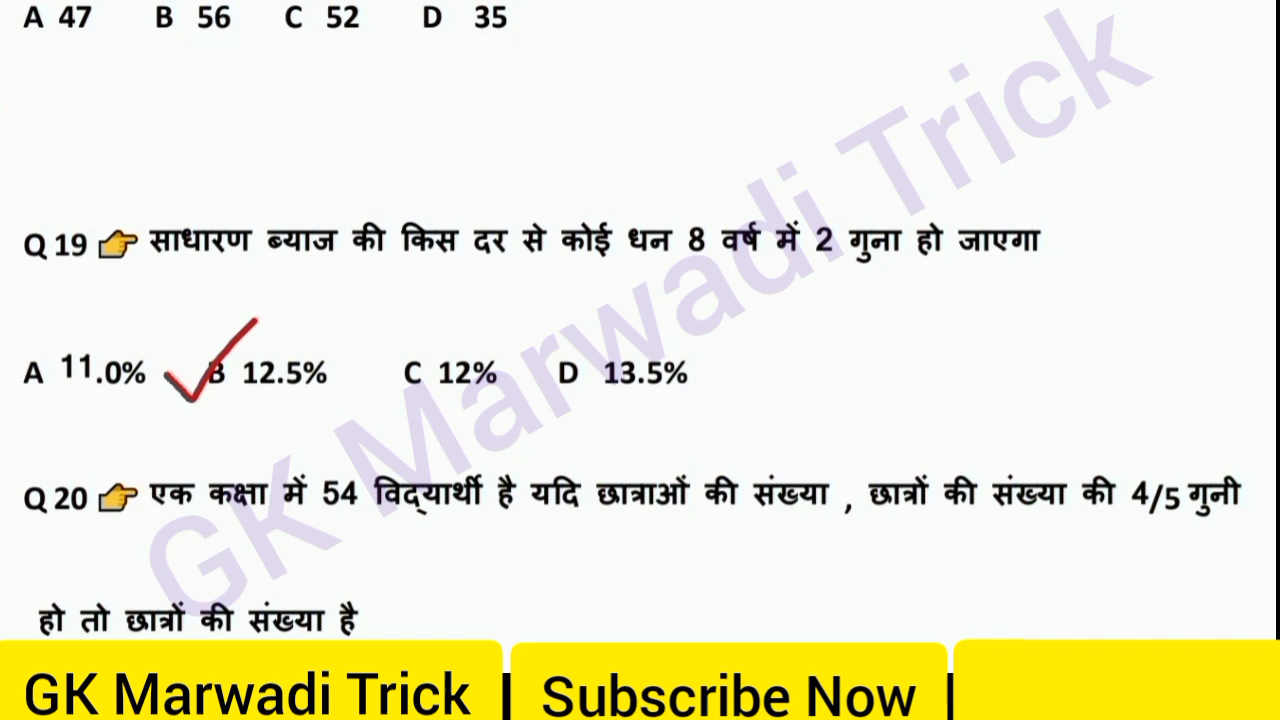 A 47 B 56 C 52 D 35
Q 19 👉 साधारण ब्याज की किस दर से कोई धन 8 वर्ष में 2 गुना हो जाएगा
A 11.0% B 12.5% C 12% D 13.5%
Q 20 👉 एक कक्षा में 54 विद्यार्थी है यदि छात्राओं की संख्या , छात्रों की संख्या की 4/5 गुनी
हो तो छात्रों की संख्या है
GK Marwadi Trick
GK Marwadi Trick | Subscribe Now |